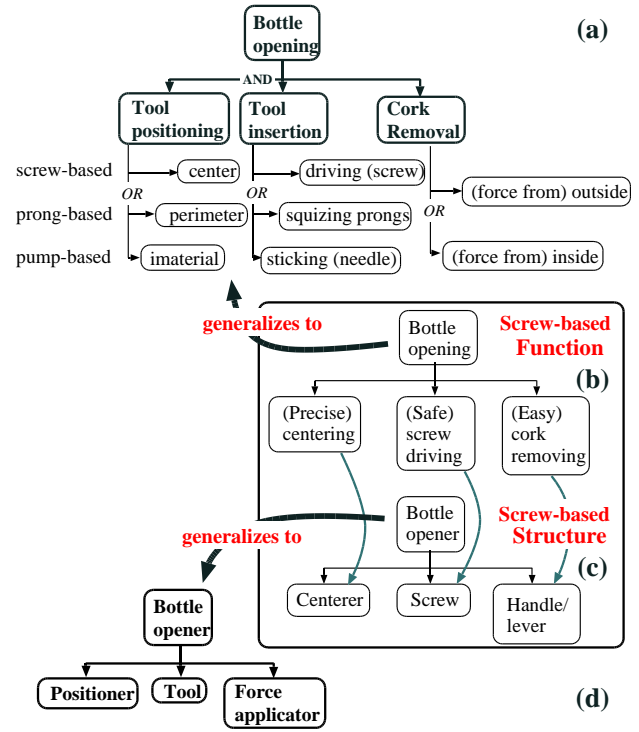 Bottle
opening
(a)
AND
Tool
positioning
Tool
insertion
Cork
Removal
screw-based
center
driving (screw)
OR
OR
(force from) outside
prong-based
perimeter
squizing prongs
OR
pump-based
imaterial
sticking (needle)
(force from) inside
generalizes to
Bottle
opening
Screw-based
Function
(b)
(Precise)
centering
(Safe)
screw
driving
(Easy)
cork
removing
generalizes to
Bottle
opener
Screw-based
Structure
(c)
Centerer
Screw
Handle/
lever
Bottle
opener
Positioner
Tool
Force
applicator
(d)